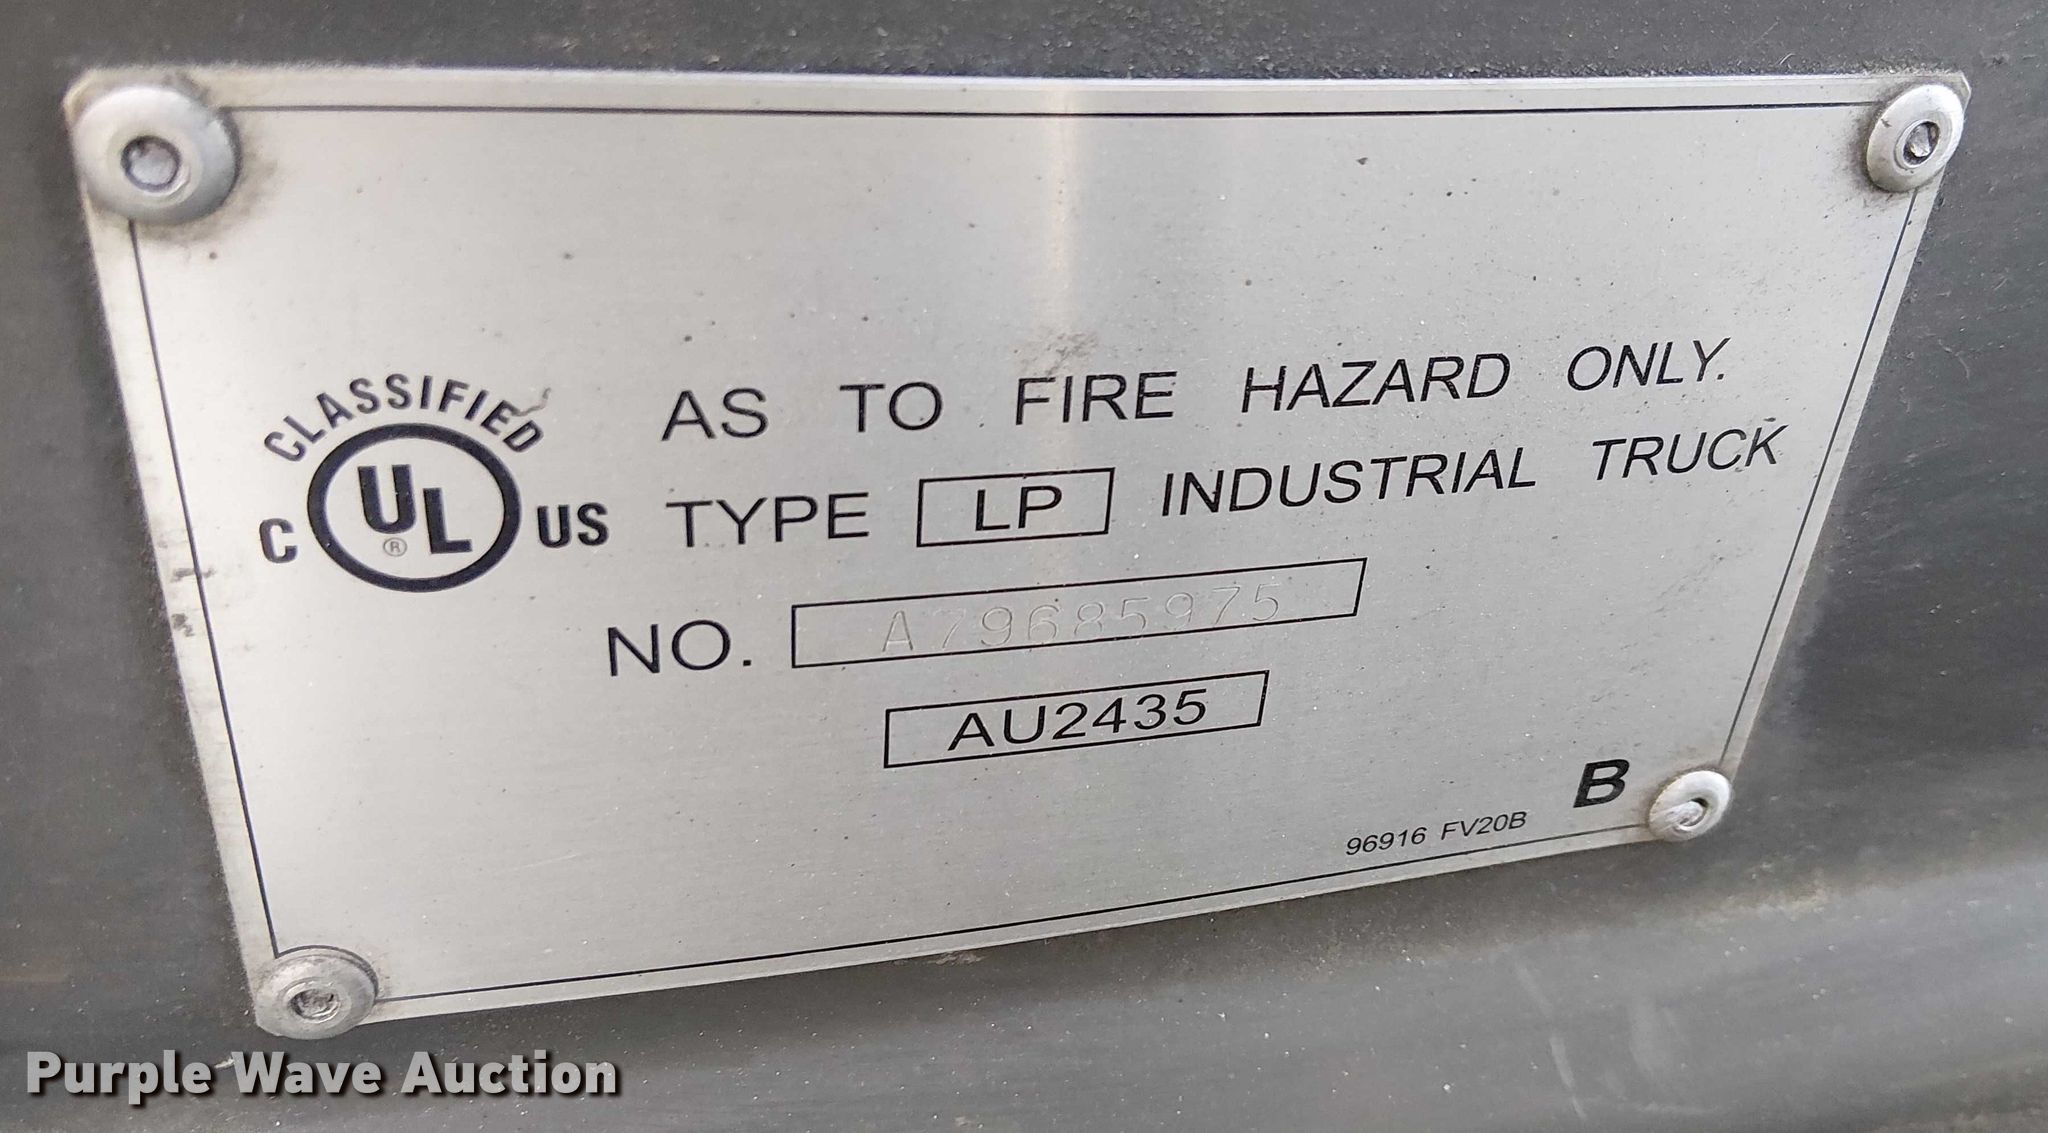 CLASSIFIED
C UL® US
AS TO FIRE HAZARD ONLY.
TYPE LP INDUSTRIAL TRUCK
NO. A79685975
AU2435
B
96916 FV20B
Purple Wave Auction